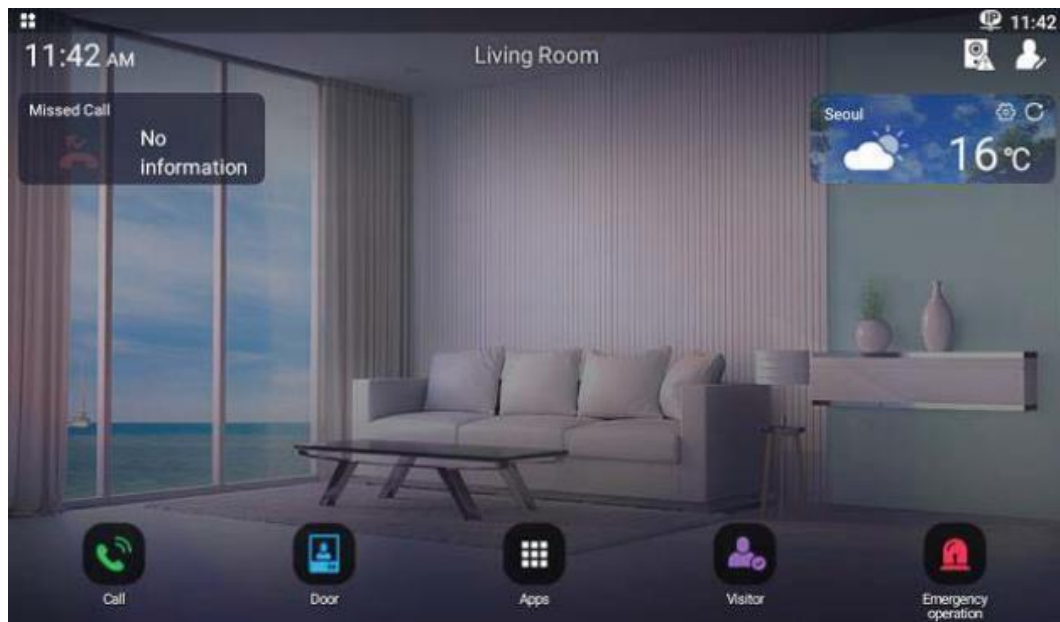 IP 11:42
11:42 AM
Living Room
Missed Call
No
information
Seoul
16°C
Call
Door
Apps
Visitor
Emergency
operation